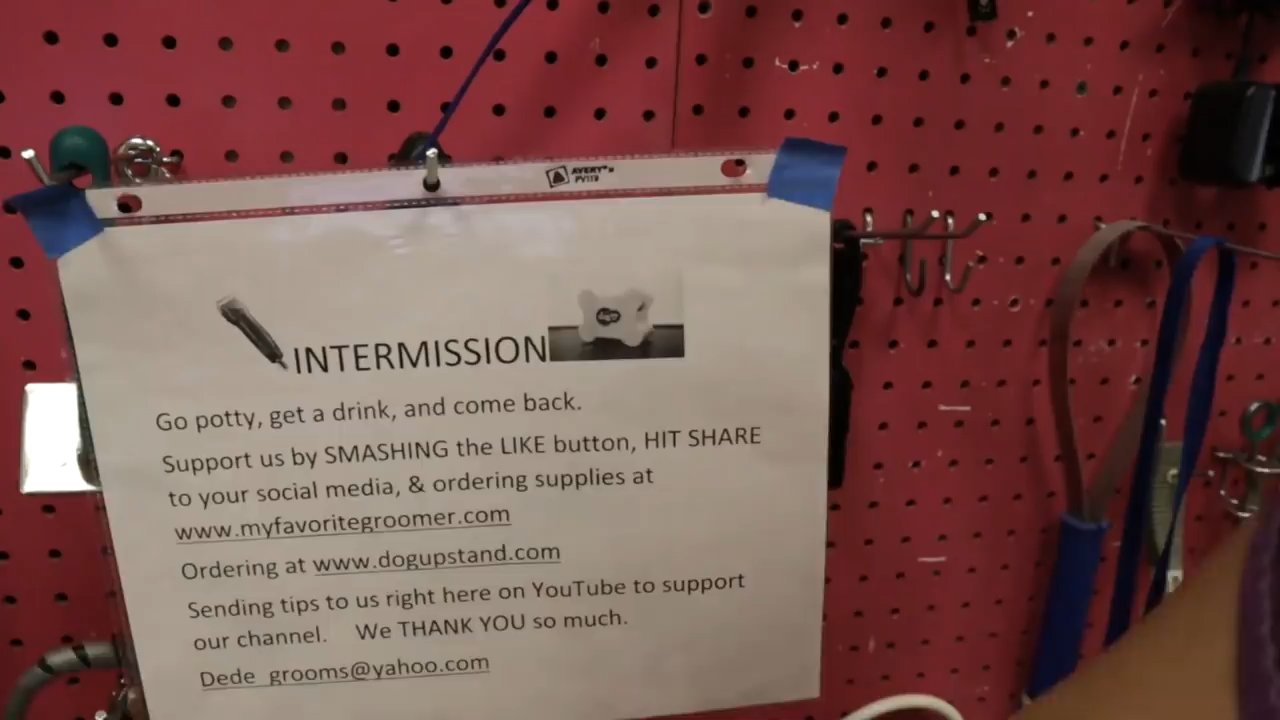 AVERY
PV119
INTERMISSION
Go potty, get a drink, and come back.
Support us by SMASHING the LIKE button, HIT SHARE
to your social media, & ordering supplies at
www.myfavoritegroomer.com
Ordering at www.dogupstand.com
Sending tips to us right here on YouTube to support
our channel. We THANK YOU so much.
Dede_grooms@yahoo.com